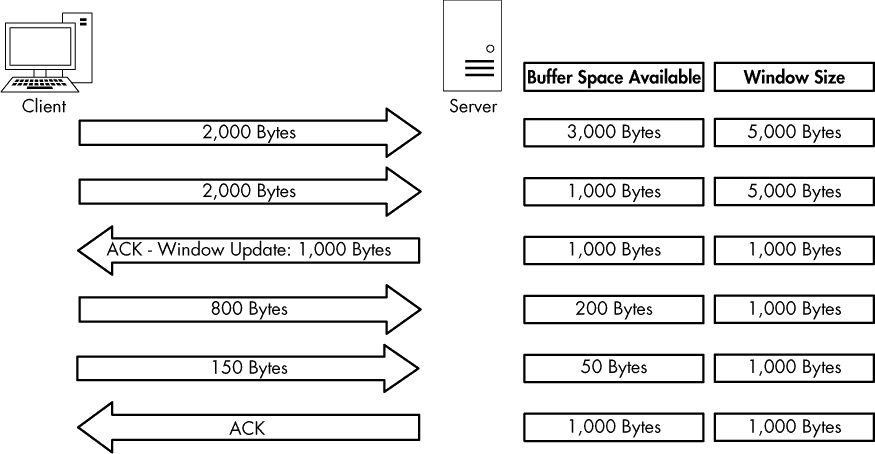 Client
Server
Buffer Space Available
Window Size
2,000 Bytes
3,000 Bytes
5,000 Bytes
2,000 Bytes
1,000 Bytes
5,000 Bytes
ACK - Window Update: 1,000 Bytes
1,000 Bytes
1,000 Bytes
800 Bytes
200 Bytes
1,000 Bytes
150 Bytes
50 Bytes
1,000 Bytes
ACK
1,000 Bytes
1,000 Bytes